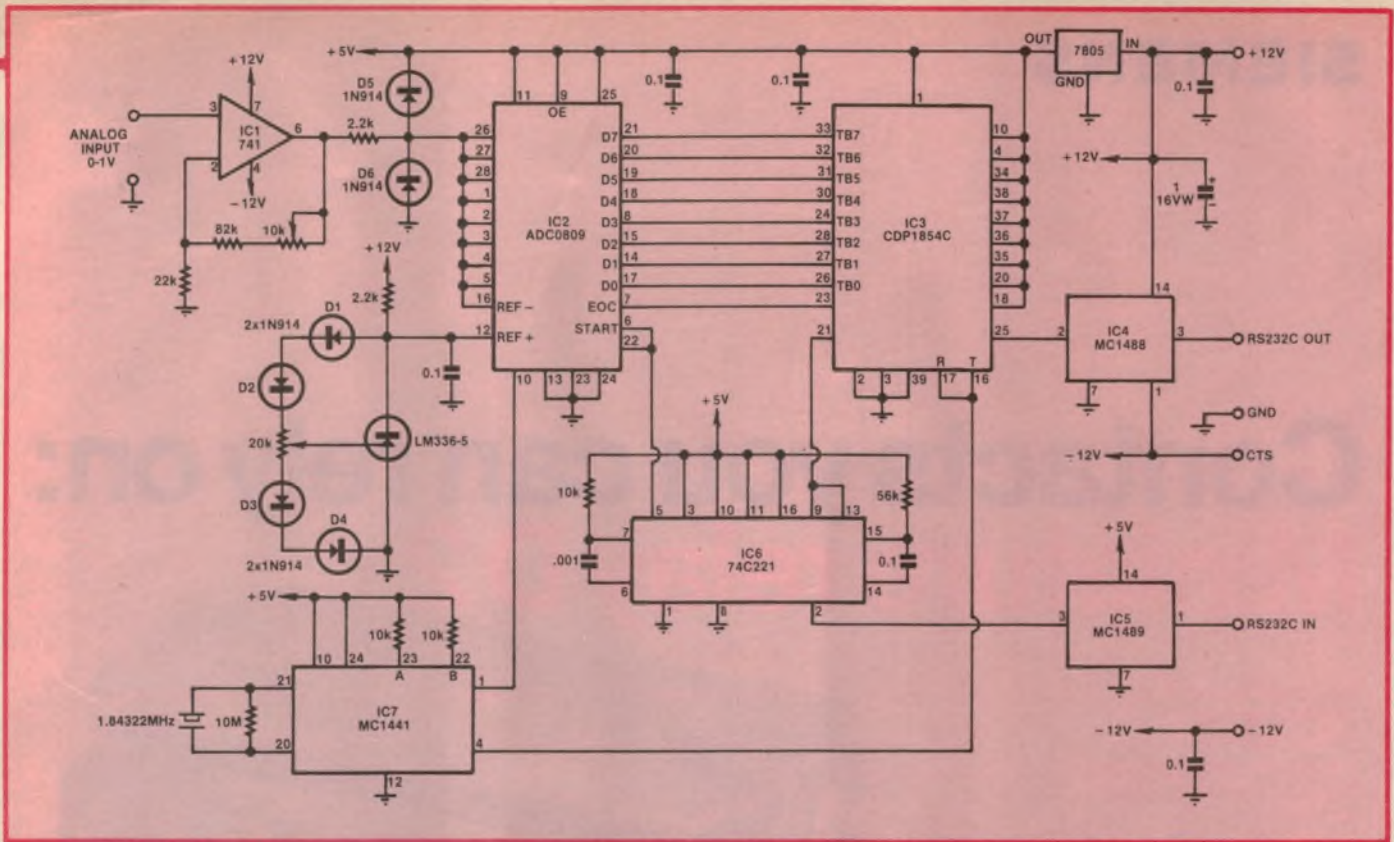 +5V
OUT
7805
IN
GND
+12V
0.1
0.1
0.1
+12V
D5
1N914
11
9
25
OE
1
ANALOG
INPUT
0-1V
3
7
IC1
741
6
2
4
-12V
2.2k
D6
1N914
82k
10k
22k
26
27
28
1
2
3
4
5
16
REF -
12
REF +
IC2
ADC0809
D7
21
D6
20
D5
19
D4
18
D3
8
D2
15
D1
14
D0
17
EOC
7
START
6
22
10
13
23
24
33
TB7
32
TB6
31
TB5
30
TB4
24
TB3
28
TB2
27
TB1
26
TB0
23
21
IC3
CDP1854C
10
4
34
38
37
36
35
20
18
25
2
3
39
R
T
17
16
+12V
1
16VW
+
-
14
2
IC4
MC1488
3
RS232C OUT
7
1
GND
-12V
CTS
+12V
2.2k
D1
2x1N914
0.1
D2
20k
LM336-5
D3
D4
2x1N914
+5V
10k
56k
5
3
10
11
16
9
13
7
15
.001
0.1
6
14
IC6
74C221
1
8
2
+5V
14
3
IC5
MC1489
1
RS232C IN
7
+5V
10k
10k
10
24
23
22
A
B
21
1
1.84322MHz
10M
IC7
MC1441
20
4
12
-12V
-12V
0.1